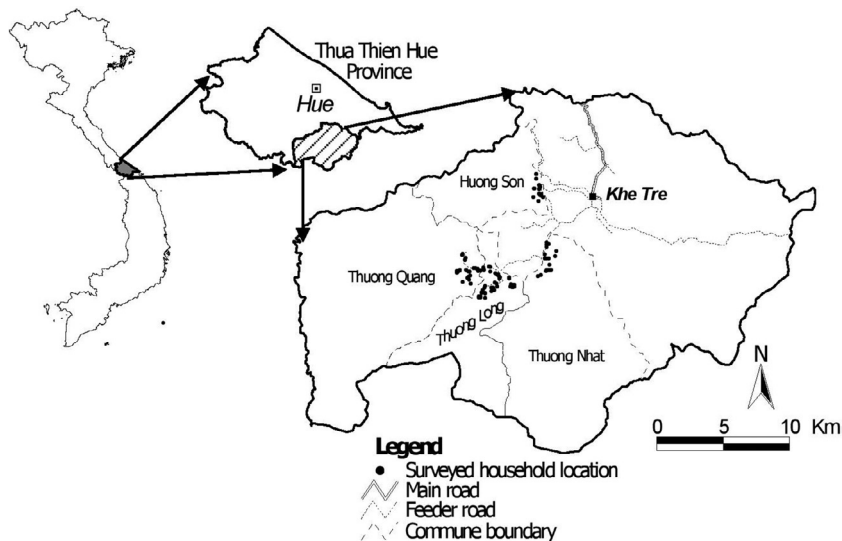 Thua Thien Hue
Province
Hue
Huong Son
Khe Tre
Thuong Quang
Thuong Long
Thuong Nhat
N
0 5 10 Km
Legend
Surveyed household location
Main road
Feeder road
Commune boundary